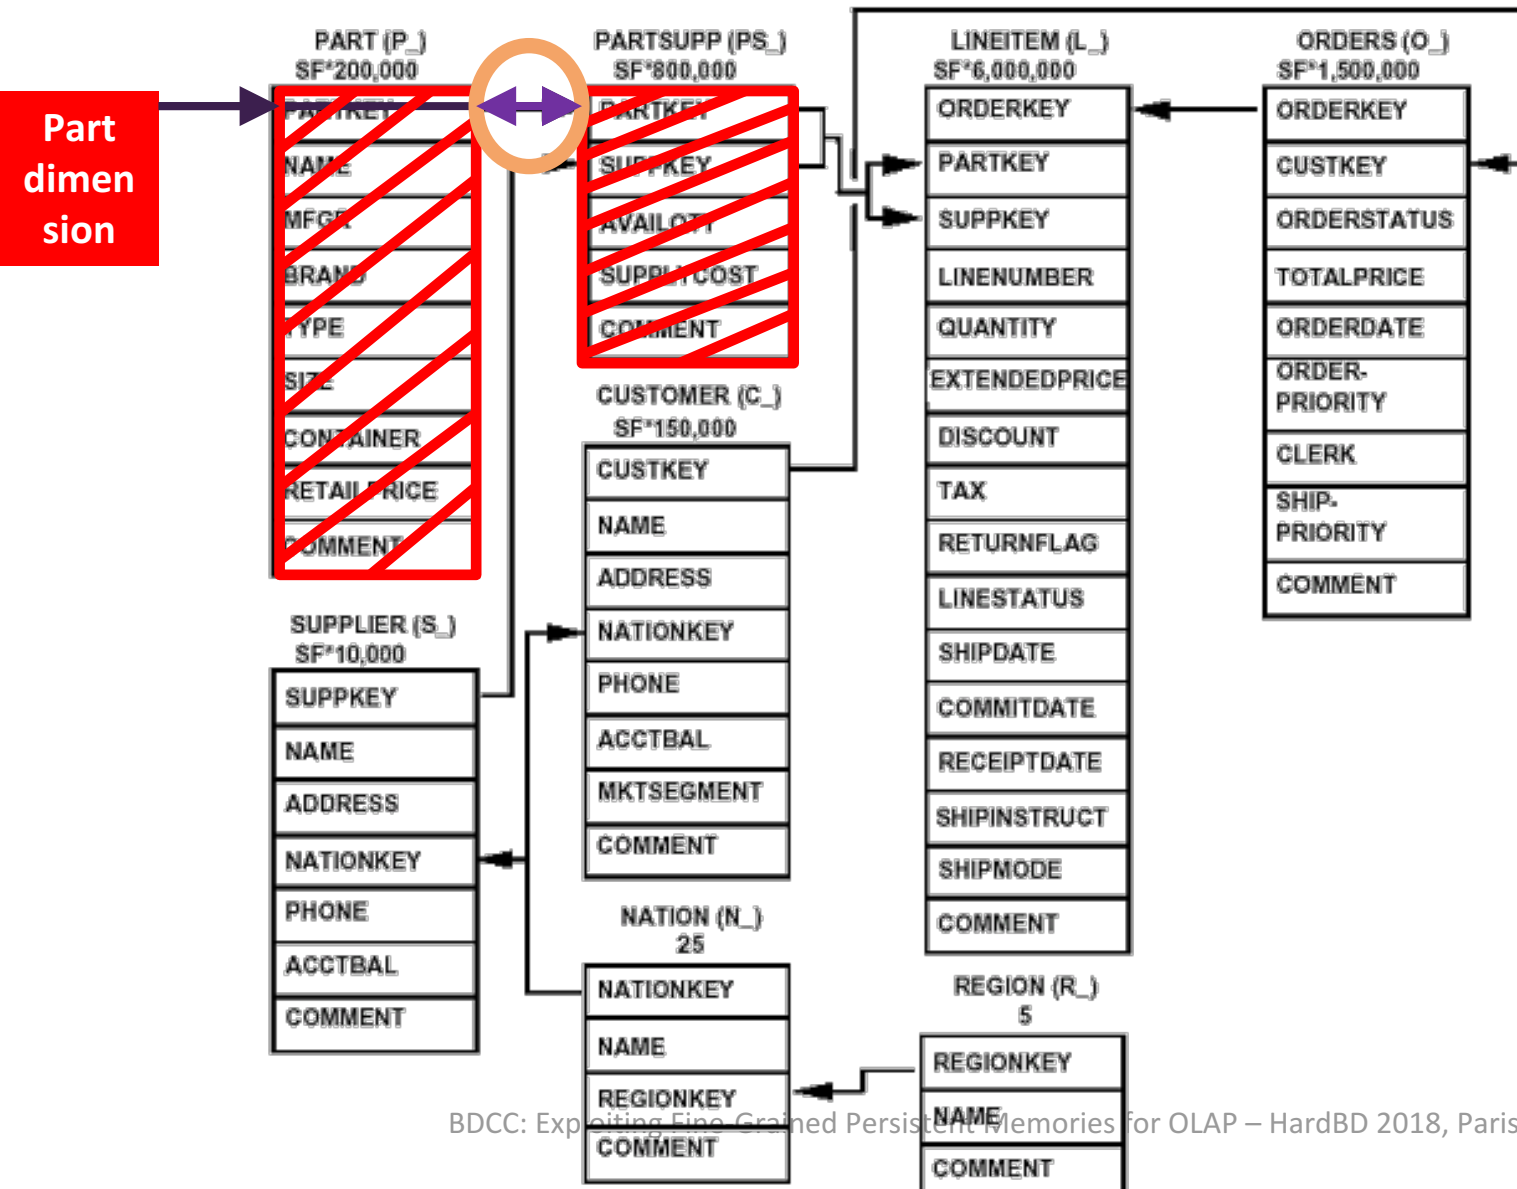 Part
dimen
sion
PART (P_)
SF*200,000
PARTKEY
NAME
MFGR
BRAND
TYPE
SIZE
CONTAINER
RETAILPRICE
COMMENT
SUPPLIER (S_)
SF*10,000
SUPPKEY
NAME
ADDRESS
NATIONKEY
PHONE
ACCTBAL
COMMENT
PARTSUPP (PS_)
SF*800,000
PARTKEY
SUPPKEY
AVAILQTY
SUPPLYCOST
COMMENT
CUSTOMER (C_)
SF*150,000
CUSTKEY
NAME
ADDRESS
NATIONKEY
PHONE
ACCTBAL
MKTSEGMENT
COMMENT
NATION (N_)
25
NATIONKEY
NAME
REGIONKEY
COMMENT
LINEITEM (L_)
SF*6,000,000
ORDERKEY
PARTKEY
SUPPKEY
LINENUMBER
QUANTITY
EXTENDEDPRICE
DISCOUNT
TAX
RETURNFLAG
LINESTATUS
SHIPDATE
COMMITDATE
RECEIPTDATE
SHIPINSTRUCT
SHIPMODE
COMMENT
REGION (R_)
5
REGIONKEY
NAME
COMMENT
ORDERS (O_)
SF*1,500,000
ORDERKEY
CUSTKEY
ORDERSTATUS
TOTALPRICE
ORDERDATE
ORDER-
PRIORITY
CLERK
SHIP-
PRIORITY
COMMENT
BDCC: Exploiting Fine-Grained Persistent Memories for OLAP – HardBD 2018, Paris